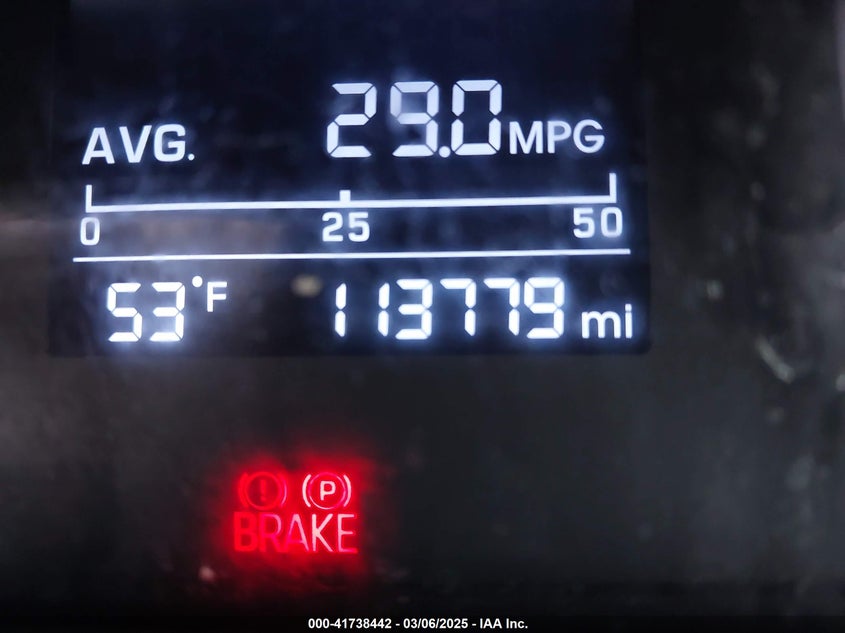 AVG. 29.0 MPG
0 25 50
53°F 113779 mi
(!) (P)
BRAKE
000-41738442 - 03/06/2025 - IAA Inc.